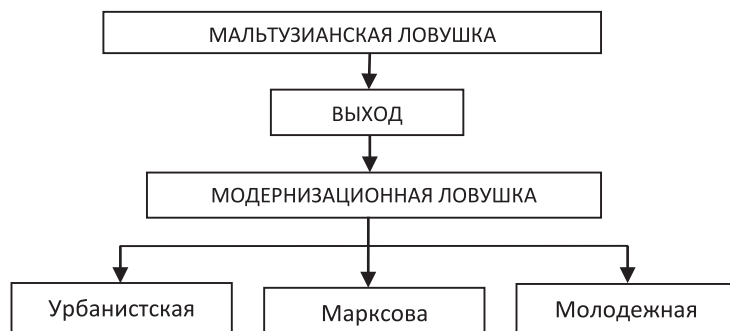 МАЛЬТУЗИАНСКАЯ ЛОВУШКА
ВЫХОД
МОДЕРНИЗАЦИОННАЯ ЛОВУШКА
Урбанистская
Марксова
Молодежная